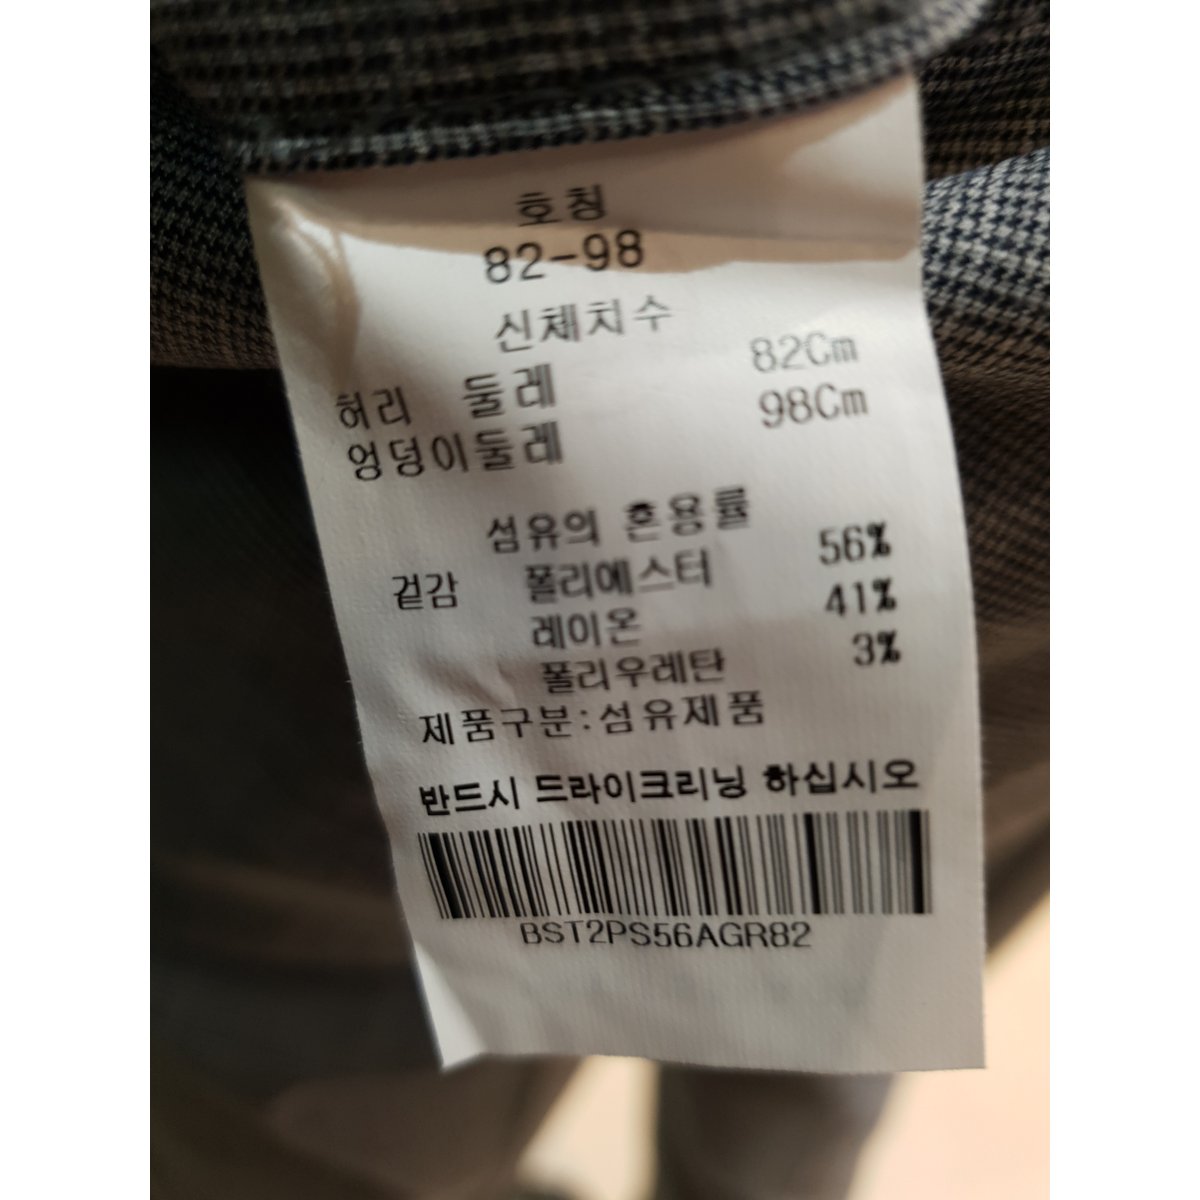 호칭
82-98
신체치수
허리 둘레 82Cm
엉덩이둘레 98Cm
섬유의 혼용률
겉감 폴리에스터 56%
레이온 41%
폴리우레탄 3%
제품구분:섬유제품
반드시 드라이크리닝 하십시오
BST2PS56AGR82